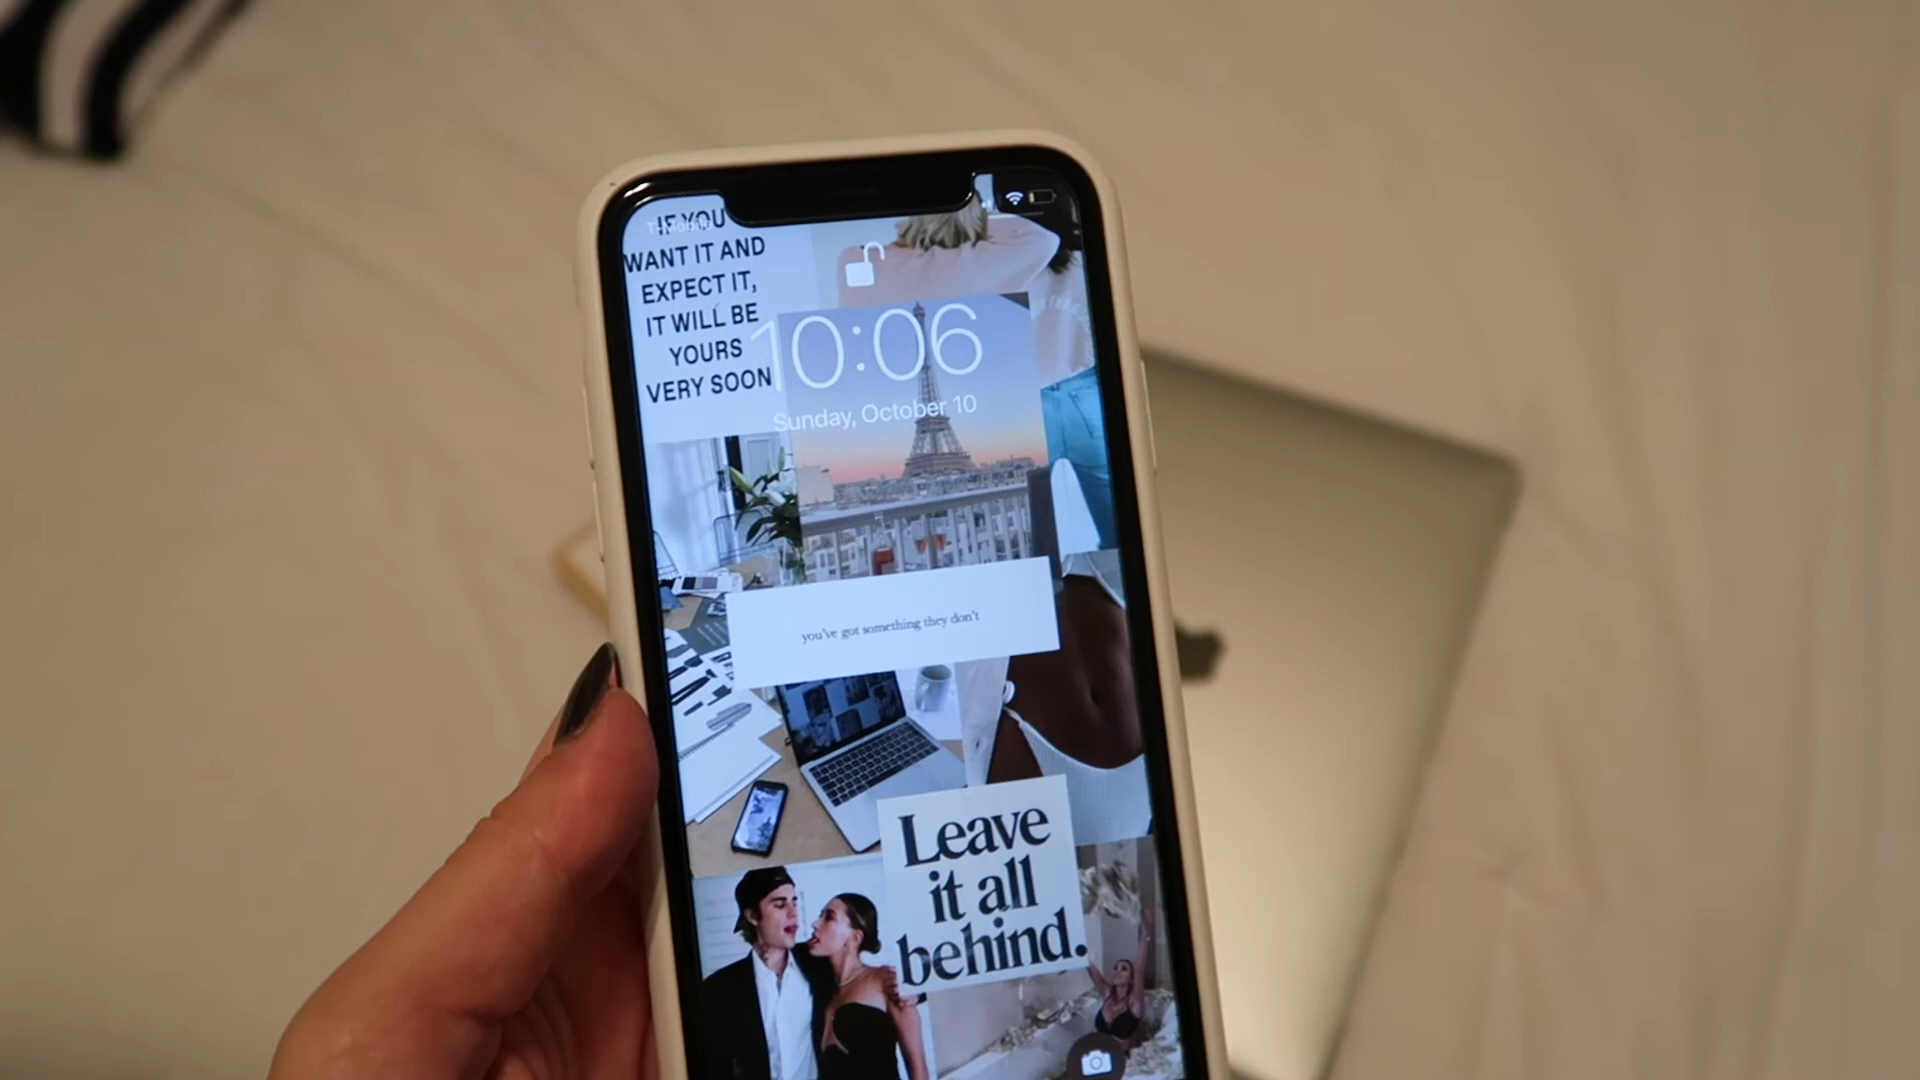 T-Mobile
IF YOU
WANT IT AND
EXPECT IT,
IT WILL BE
YOURS
VERY SOON
10:06
Sunday, October 10
you've got something they don't
Leave
it all
behind.